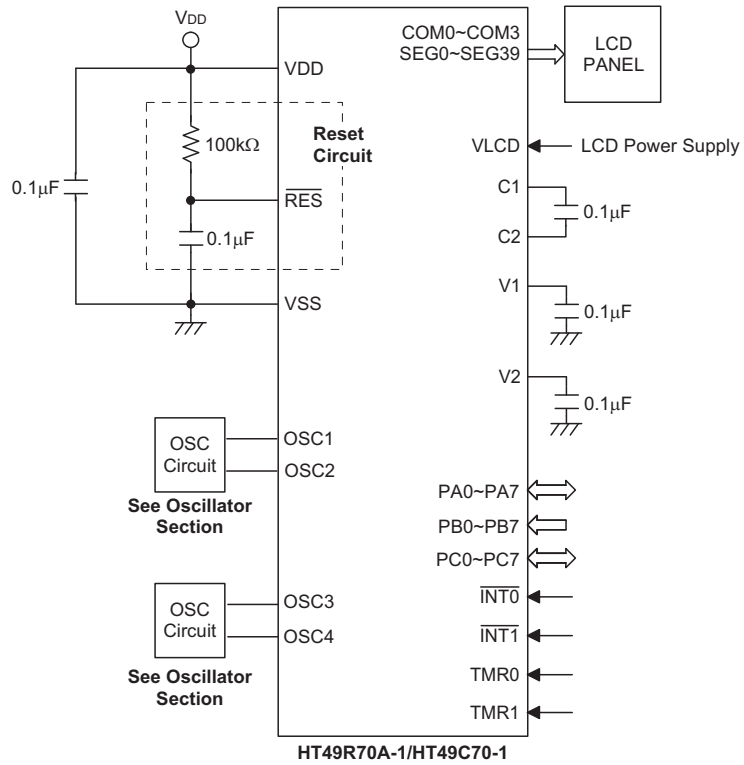 VDD
VDD
COM0~COM3
SEG0~SEG39
LCD
PANEL
100kΩ
Reset
Circuit
VLCD
LCD Power Supply
0.1μF
RES
C1
0.1μF
C2
0.1μF
VSS
V1
0.1μF
V2
0.1μF
OSC
Circuit
OSC1
OSC2
See Oscillator
Section
PA0~PA7
PB0~PB7
PC0~PC7
OSC
Circuit
OSC3
OSC4
See Oscillator
Section
INT0
INT1
TMR0
TMR1
HT49R70A-1/HT49C70-1